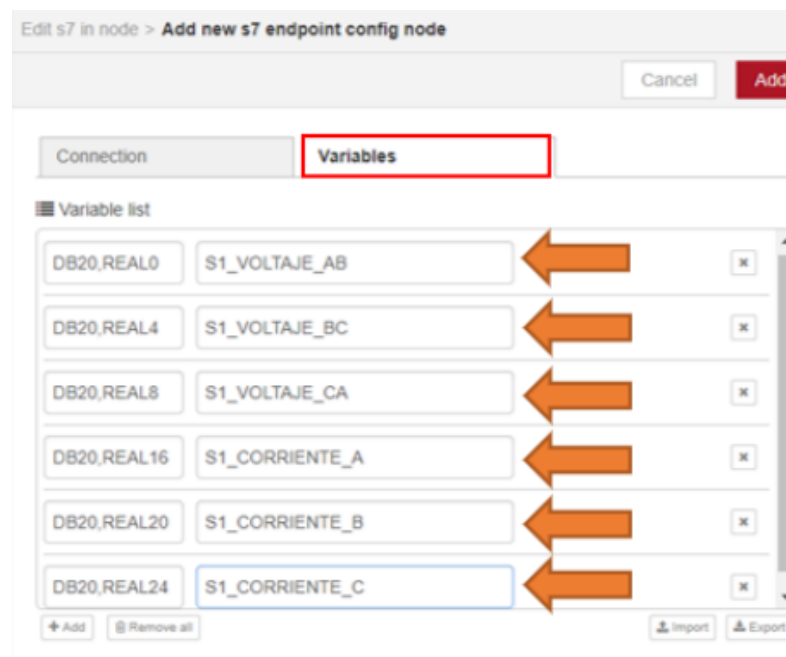 Edit s7 in node > Add new s7 endpoint config node
Cancel Add
Connection Variables
Variable list
DB20,REAL0 S1_VOLTAJE_AB
DB20,REAL4 S1_VOLTAJE_BC
DB20,REAL8 S1_VOLTAJE_CA
DB20,REAL16 S1_CORRIENTE_A
DB20,REAL20 S1_CORRIENTE_B
DB20,REAL24 S1_CORRIENTE_C
+ Add Remove all Import Export